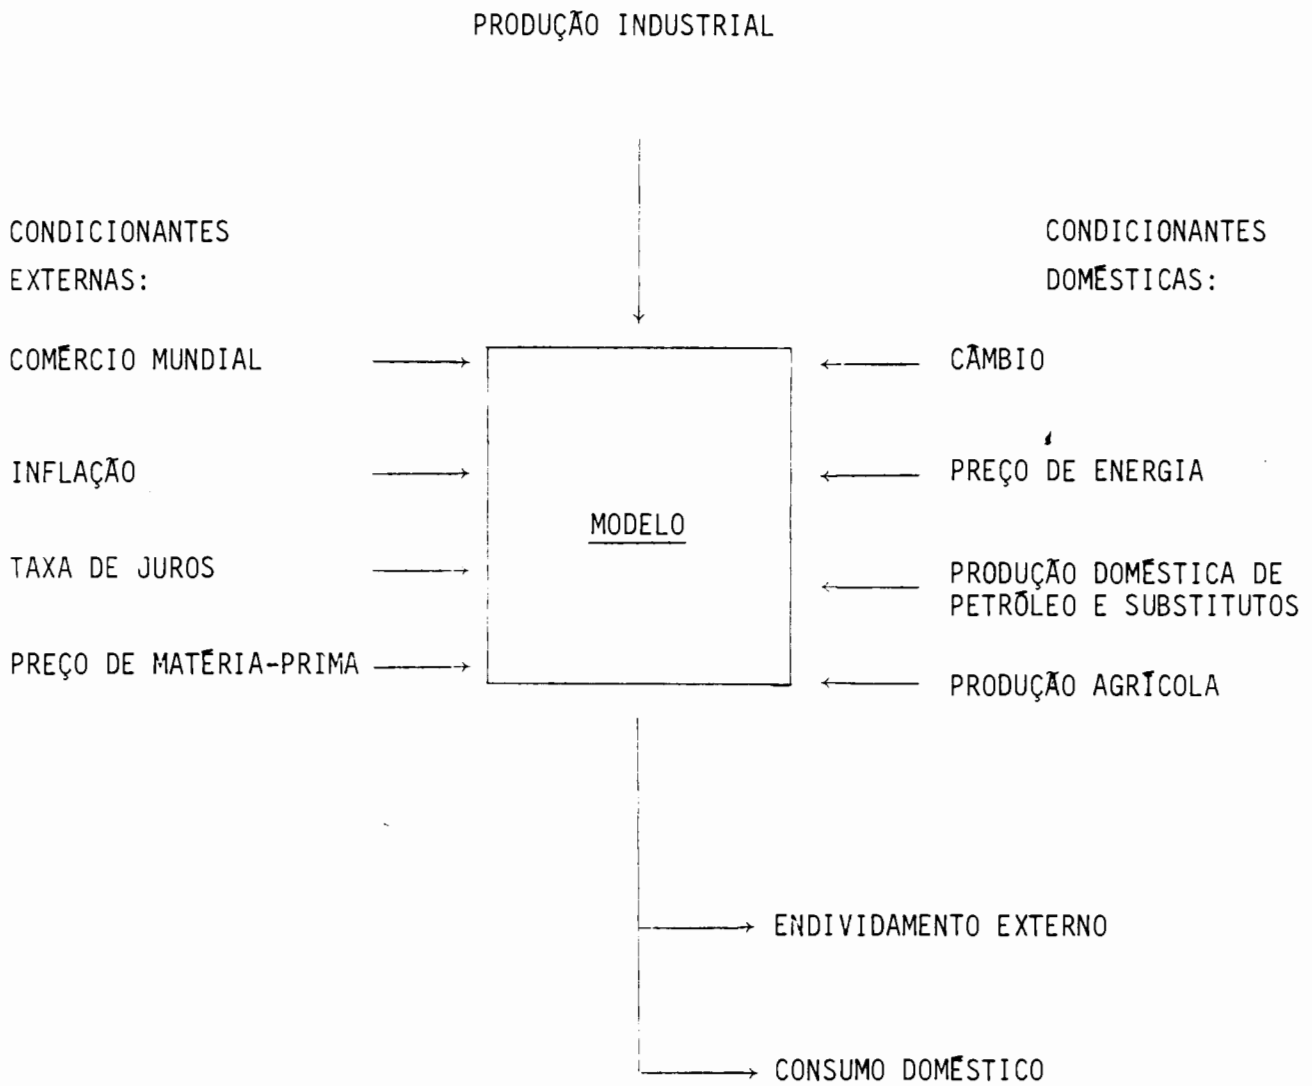 PRODUÇÃO INDUSTRIAL
CONDICIONANTES
EXTERNAS:
COMÉRCIO MUNDIAL
INFLAÇÃO
TAXA DE JUROS
PREÇO DE MATÉRIA-PRIMA
MODELO
CONDICIONANTES
DOMÉSTICAS:
CÂMBIO
PREÇO DE ENERGIA
PRODUÇÃO DOMÉSTICA DE
PETRÓLEO E SUBSTITUTOS
PRODUÇÃO AGRÍCOLA
ENDIVIDAMENTO EXTERNO
CONSUMO DOMÉSTICO